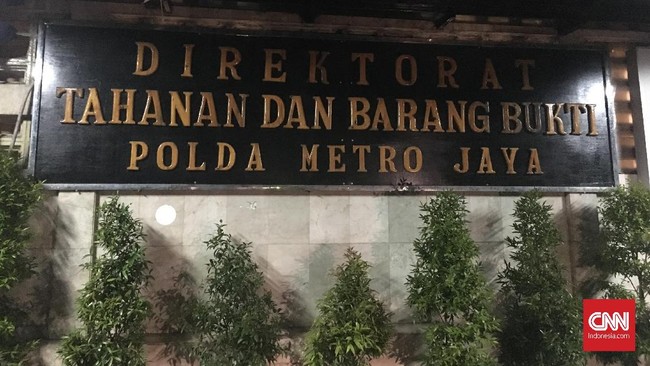 DIREKTORAT
TAHANAN DAN BARANG BUKTI
POLDA METRO JAYA
CNN
Indonesia.com